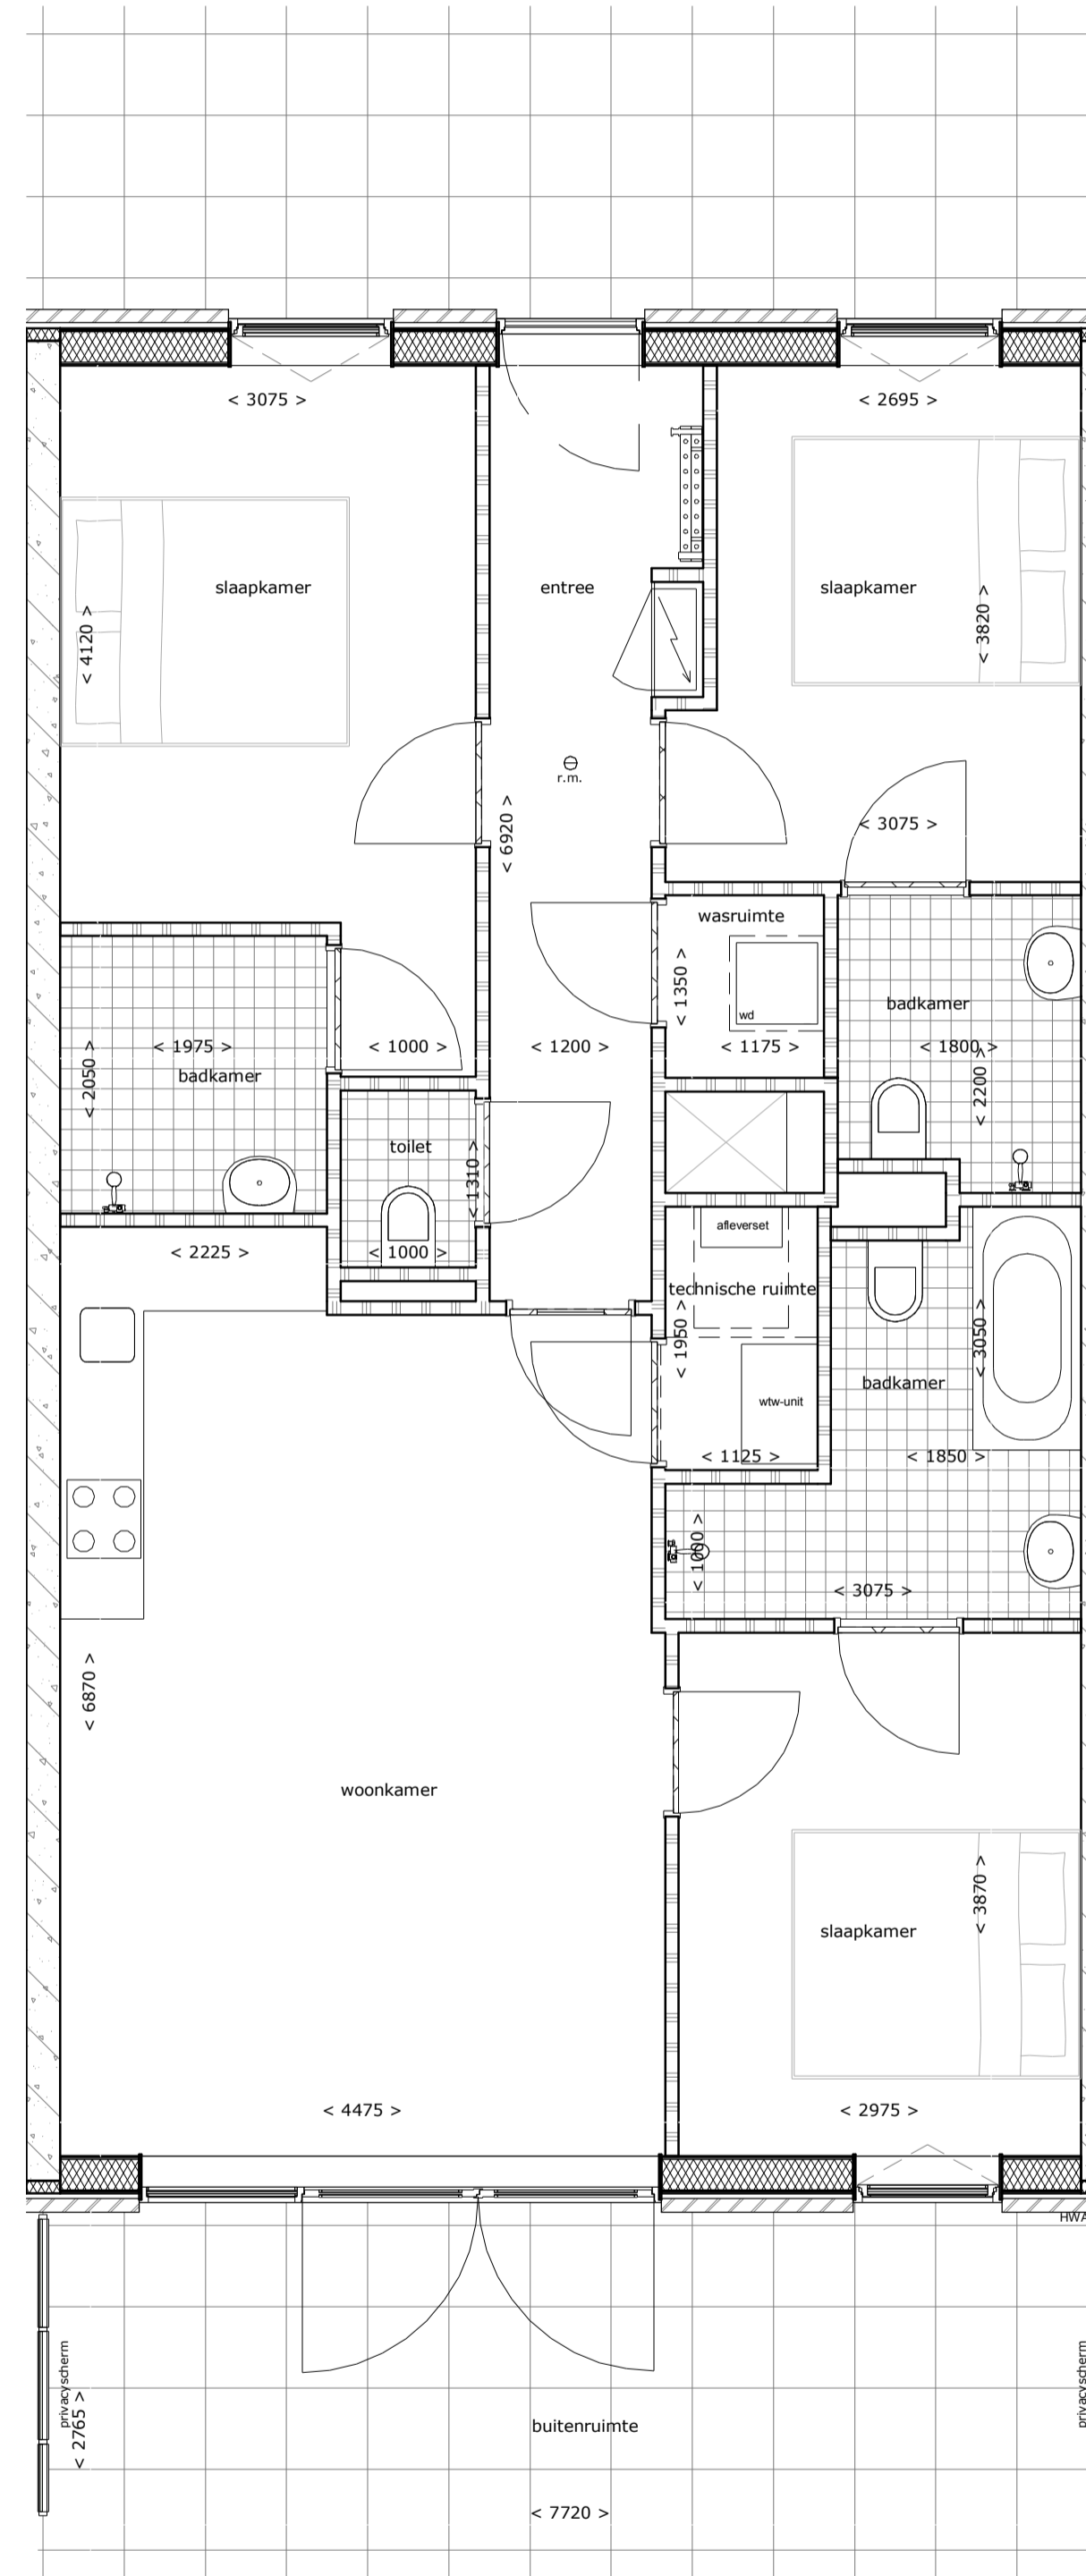 < 3075 >
< 2695 >
slaapkamer
entree
slaapkamer
< 4120 >
< 3820 >
r.m.
< 6920 >
< 3075 >
wasruimte
< 1350 >
wd
badkamer
< 1975 >
< 1000 >
< 1200 >
< 1175 >
< 1800 >
< 2050 >
badkamer
< 2200 >
toilet
< 1310 >
afleverset
< 2225 >
< 1000 >
technische ruimte
< 1950 >
< 3050 >
badkamer
wtw-unit
< 1125 >
< 1850 >
< 1000 >
< 3075 >
< 6870 >
woonkamer
< 3870 >
slaapkamer
< 4475 >
< 2975 >
HWA
privacyscherm
privacyscherm
< 2765 >
buitenruimte
< 7720 >